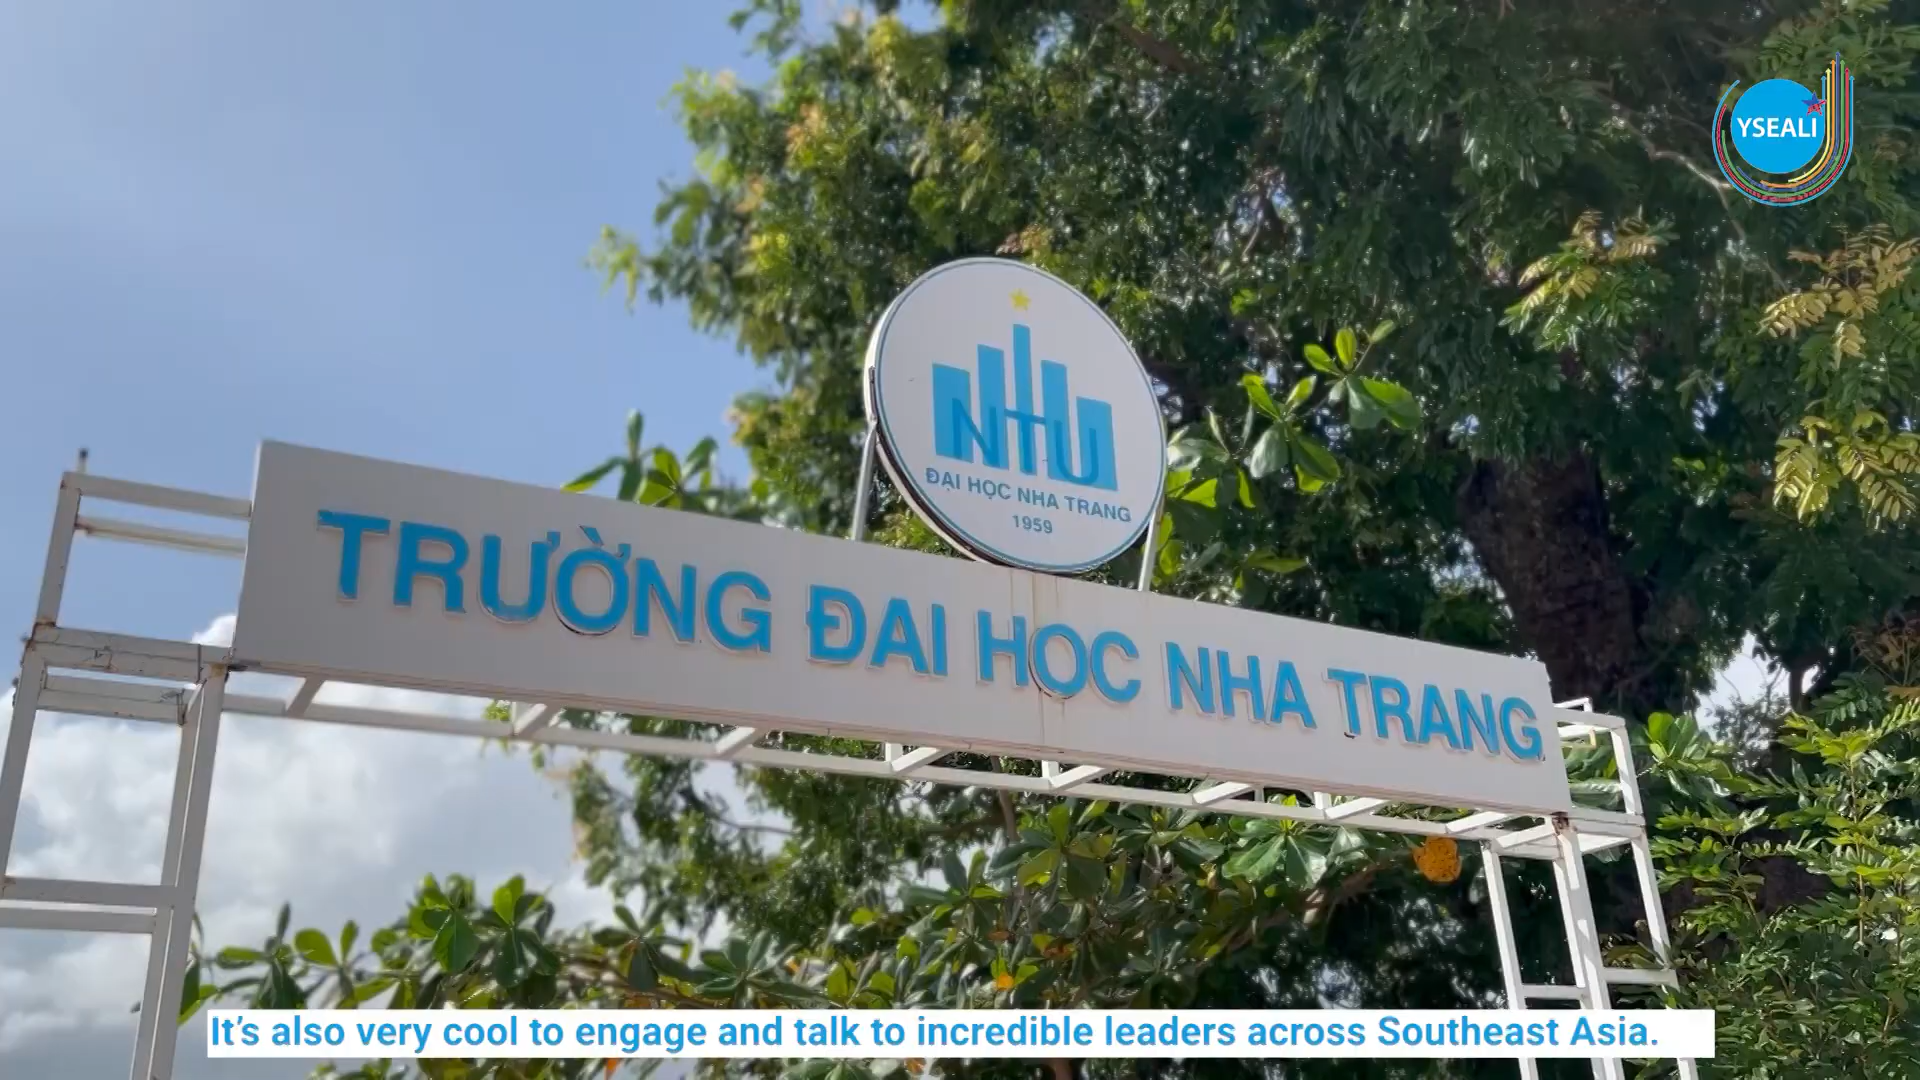 YSEALI
NTU
ĐẠI HỌC NHA TRANG
1959
TRƯỜNG ĐẠI HỌC NHA TRANG
It’s also very cool to engage and talk to incredible leaders across Southeast Asia.